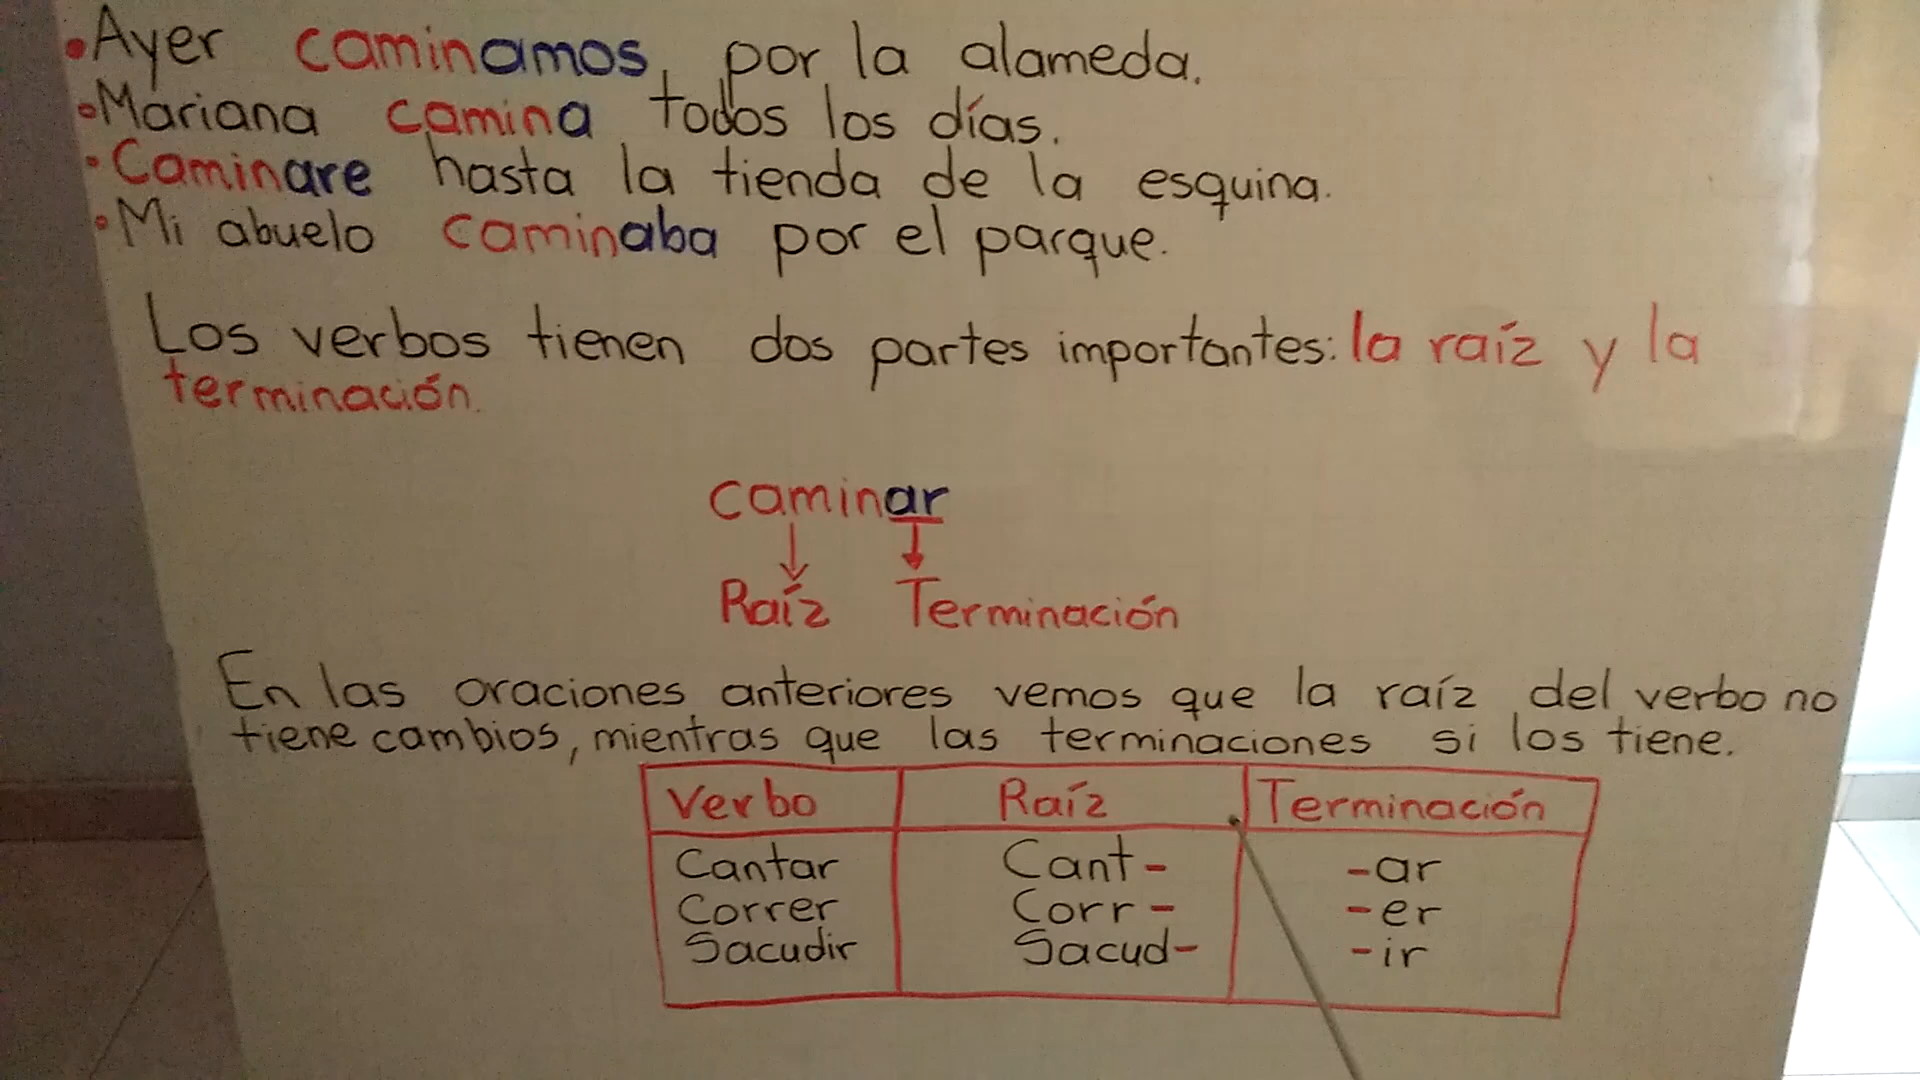 •Ayer caminamos, por la alameda.
•Mariana camina todos los días.
•Caminare hasta la tienda de la esquina.
•Mi abuelo caminaba por el parque.
Los verbos tienen dos partes importantes: la raíz y la
terminación.
caminar
Raíz Terminación
En las oraciones anteriores vemos que la raíz del verbo no
tiene cambios, mientras que las terminaciones si los tiene.
Verbo Raíz Terminación
Cantar Cant- -ar
Correr Corr- -er
Sacudir Sacud- -ir